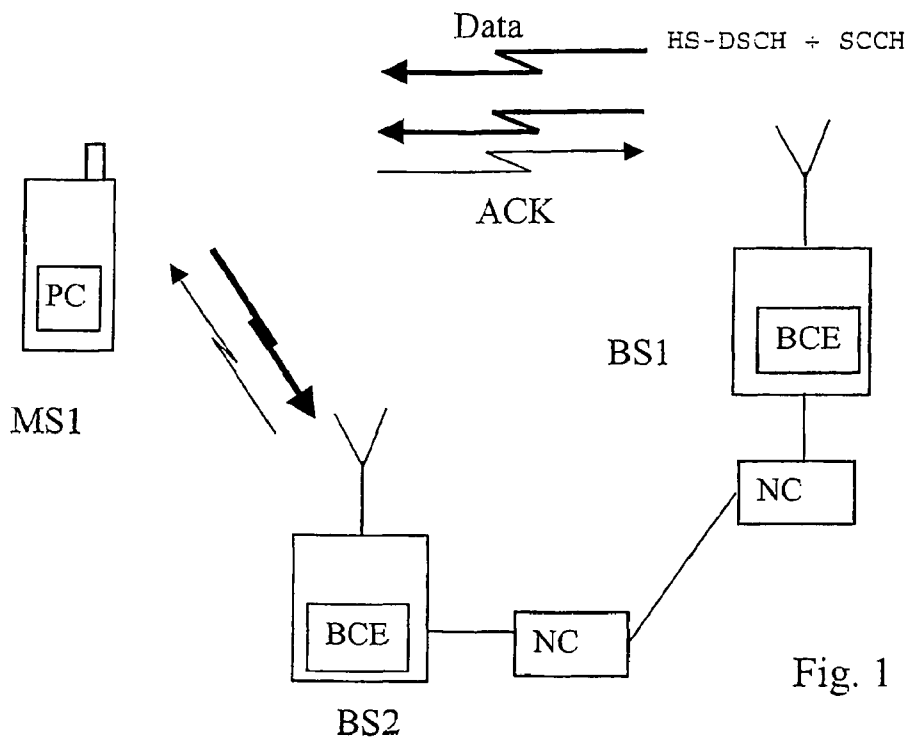 Data
HS-DSCH ÷ SCCH
ACK
PC
BCE
BS1
MS1
NC
BCE
NC
Fig. 1
BS2